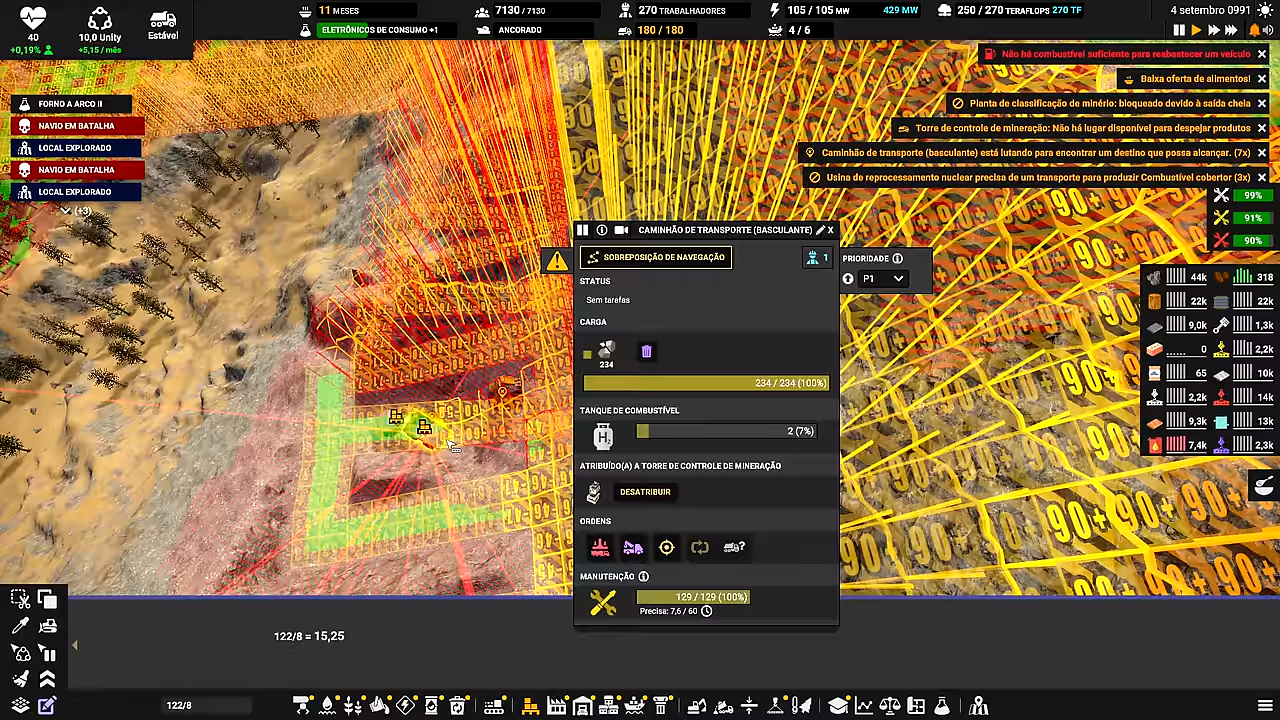 11 MESES
7130 / 7130
270 TRABALHADORES
105 / 105 MW
429 MW
250 / 270 TERAFLOPS
270 TF
4 setembro 0991
40
10,0 Unity
Estável
+0,19%
+5,15 / mês
ELETRÔNICOS DE CONSUMO +1
ANCORADO
180 / 180
4 / 6
Não há combustível suficiente para reabastecer um veículo
Baixa oferta de alimentos!
Planta de classificação de minério: bloqueado devido à saída cheia
Torre de controle de mineração: Não há lugar disponível para despejar produtos
Caminhão de transporte (basculante) está lutando para encontrar um destino que possa alcançar. (7x)
Usina de reprocessamento nuclear precisa de um transporte para produzir Combustível cobertor (3x)
FORNO A ARCO II
NAVIO EM BATALHA
LOCAL EXPLORADO
NAVIO EM BATALHA
LOCAL EXPLORADO
(+3)
99%
91%
90%
CAMINHÃO DE TRANSPORTE (BASCULANTE)
SOBREPOSIÇÃO DE NAVEGAÇÃO
1
PRIORIDADE
P1
STATUS
Sem tarefas
CARGA
234
234 / 234 (100%)
TANQUE DE COMBUSTÍVEL
H2
2 (7%)
ATRIBUÍDO(A) A TORRE DE CONTROLE DE MINERAÇÃO
DESATRIBUIR
ORDENS
MANUTENÇÃO
129 / 129 (100%)
Precisa: 7,6 / 60
44k 318
22k 22k
9,0k 1,3k
0 2,2k
65 10k
2,2k 14k
9,3k 13k
7,4k 2,3k
122/8 = 15,25
122/8